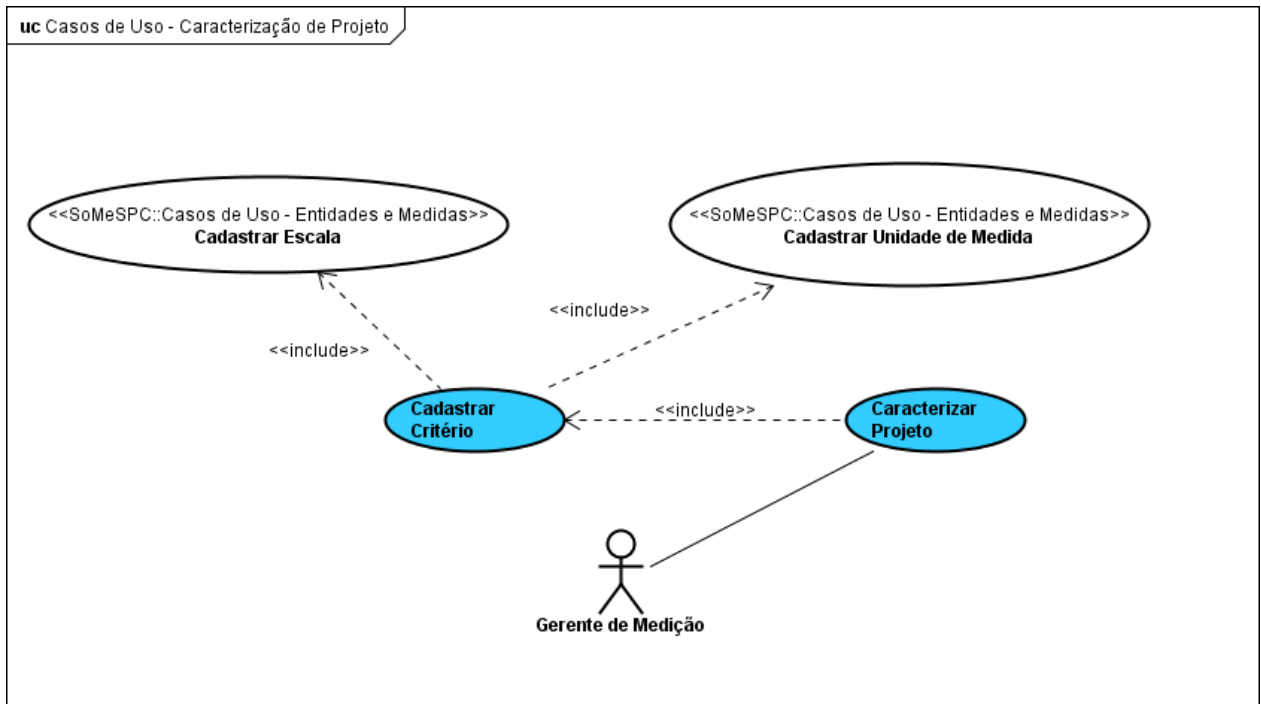 uc Casos de Uso - Caracterização de Projeto
<<SoMeSPC::Casos de Uso - Entidades e Medidas>>
Cadastrar Escala
<<SoMeSPC::Casos de Uso - Entidades e Medidas>>
Cadastrar Unidade de Medida
<<include>>
<<include>>
Cadastrar
Critério
<<include>>
Caracterizar
Projeto
Gerente de Medição